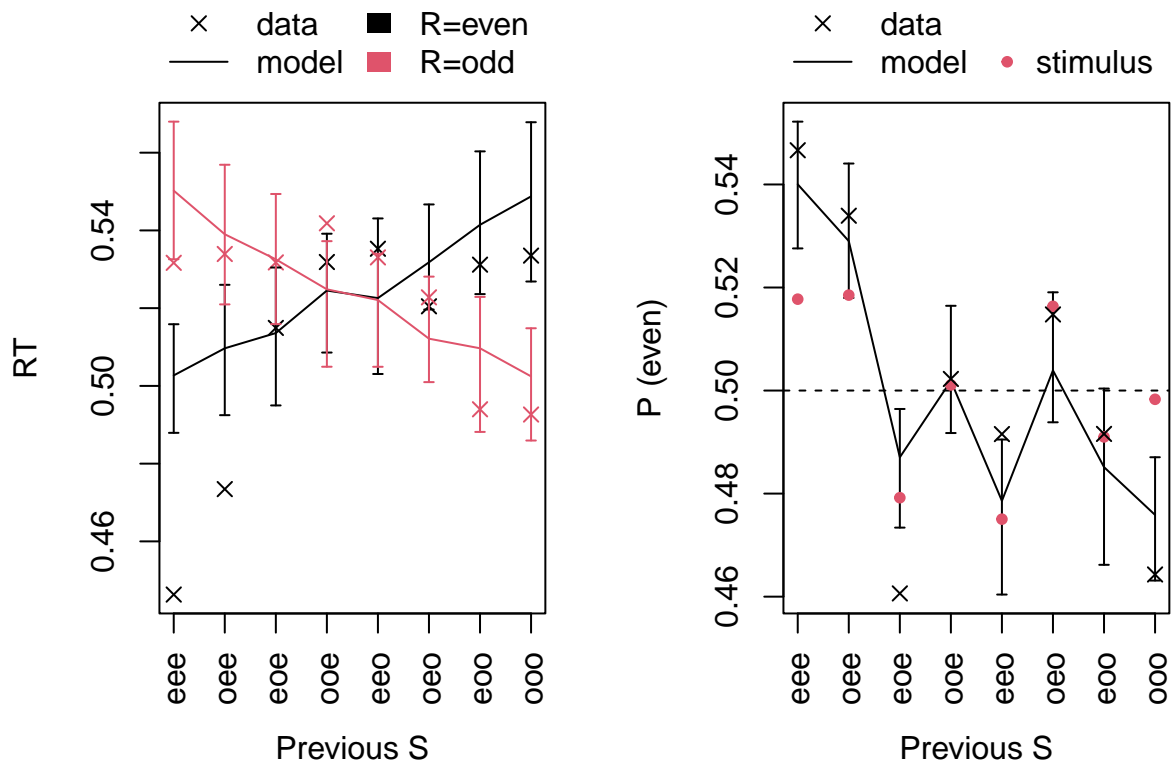 data
R=even
model
R=odd
RT
0.54
0.50
0.46
eee
oee
eoe
ooe
eeo
oeo
eoo
ooo
Previous S
data
model
stimulus
P (even)
0.54
0.52
0.50
0.48
0.46
eee
oee
eoe
ooe
eeo
oeo
eoo
ooo
Previous S